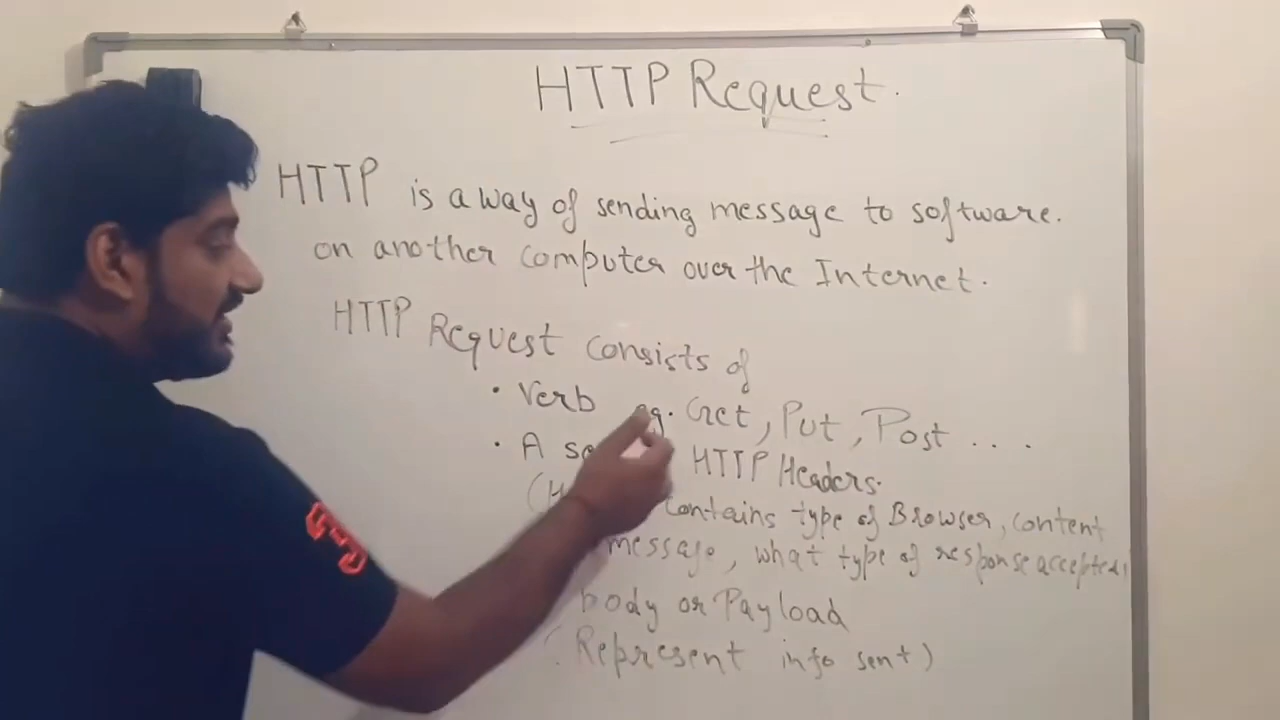 HTTP Request.
HTTP is a way of sending message to software.
on another computer over the Internet.
HTTP Request consists of
• Verb eg. Get, Put, Post ...
• A HTTP Headers.
contains type of Browser, content
message, what type of response accepted)
body or Payload
(Represent info sent)